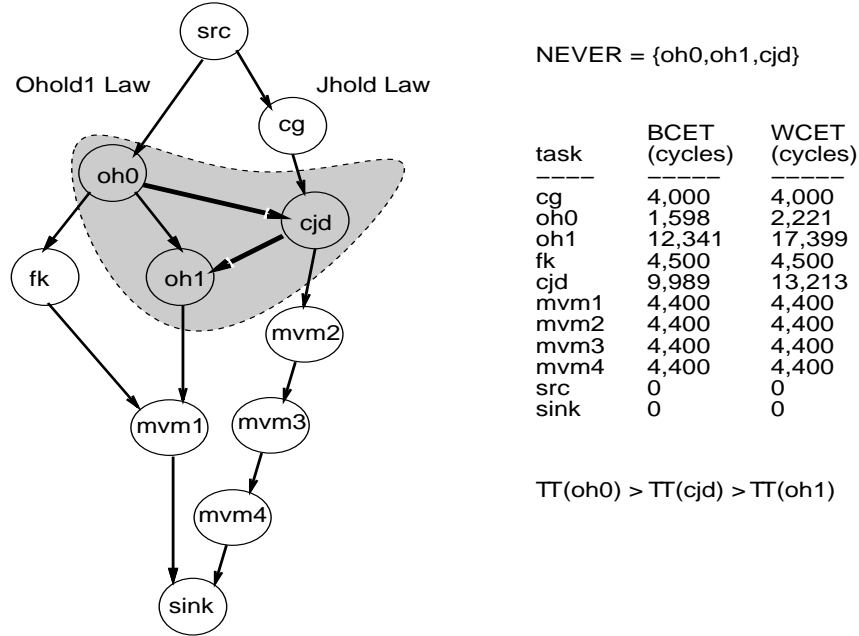 src
Ohold1 Law
Jhold Law
cg
oh0
cjd
fk
oh1
mvm2
mvm1
mvm3
mvm4
sink
NEVER = {oh0,oh1,cjd}
BCET WCET
task (cycles) (cycles)
−−−− −−−−− −−−−−
cg 4,000 4,000
oh0 1,598 2,221
oh1 12,341 17,399
fk 4,500 4,500
cjd 9,989 13,213
mvm1 4,400 4,400
mvm2 4,400 4,400
mvm3 4,400 4,400
mvm4 4,400 4,400
src 0 0
sink 0 0
TT(oh0) > TT(cjd) > TT(oh1)